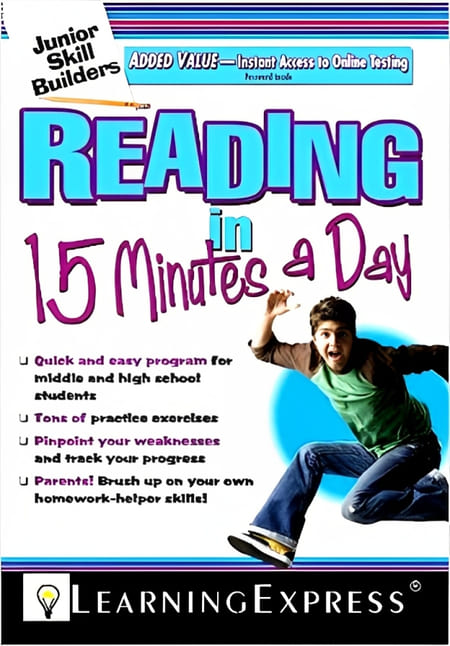 Junior
Skill
Builders
ADDED VALUE—Instant Access to Online Testing
READING
in
15 Minutes a Day
❑ Quick and easy program for
middle and high school
students
❑ Tons of practice exercises
❑ Pinpoint your weaknesses
and track your progress
❑ Parents! Brush up on your own
homework-helper skills!
LEARNINGEXPRESS®